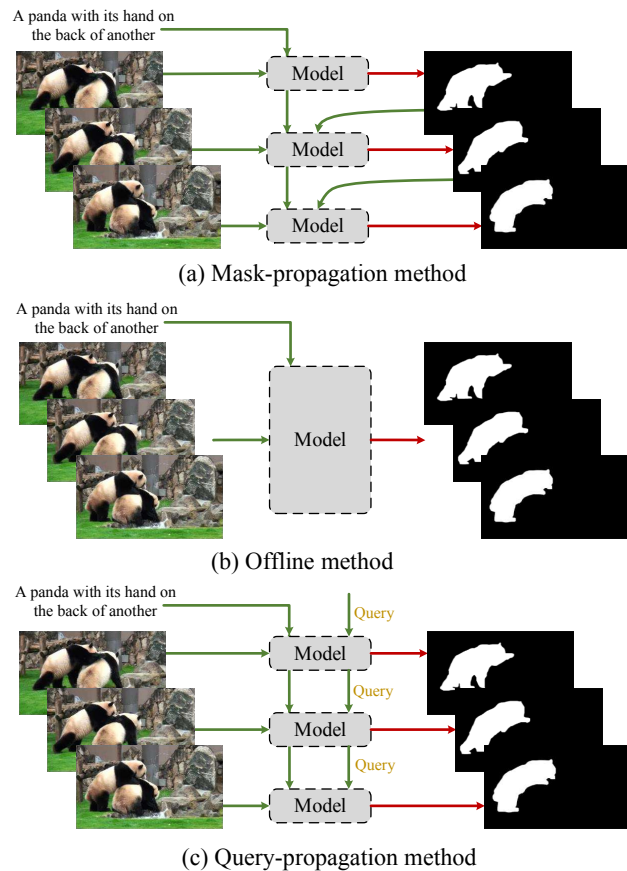 A panda with its hand on
the back of another
Model
Model
Model
(a) Mask-propagation method
A panda with its hand on
the back of another
Model
(b) Offline method
A panda with its hand on
the back of another
Query
Model
Query
Model
Query
Model
(c) Query-propagation method